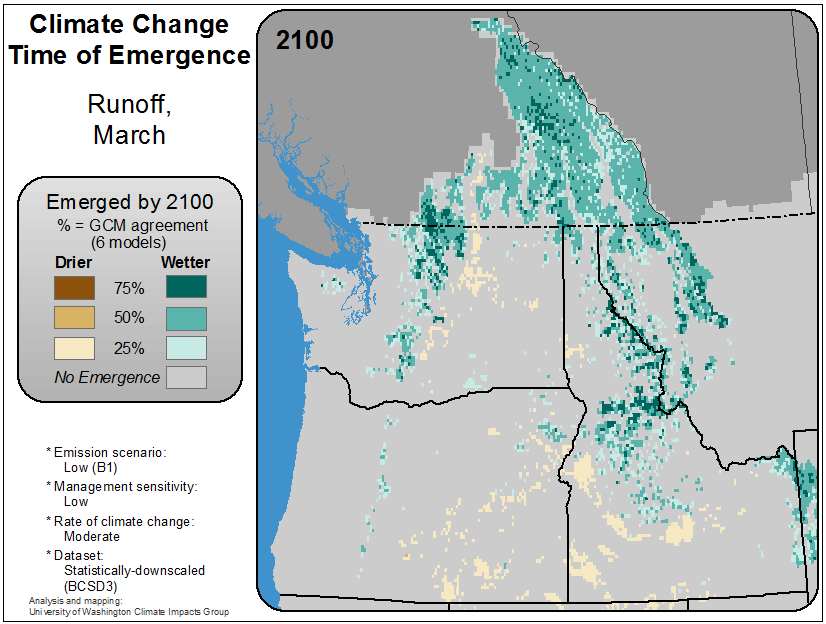 Climate Change
Time of Emergence
Runoff,
March
2100
Emerged by 2100
% = GCM agreement
(6 models)
Drier Wetter
75%
50%
25%
No Emergence
* Emission scenario:
Low (B1)
* Management sensitivity:
Low
* Rate of climate change:
Moderate
* Dataset:
Statistically-downscaled
(BCSD3)
Analysis and mapping:
University of Washington Climate Impacts Group